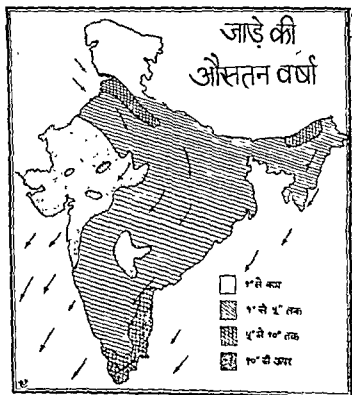 जाड़े की
औसतन वर्षा
१" से कम
१" से ५" तक
५" से १०" तक
१०" से ऊपर